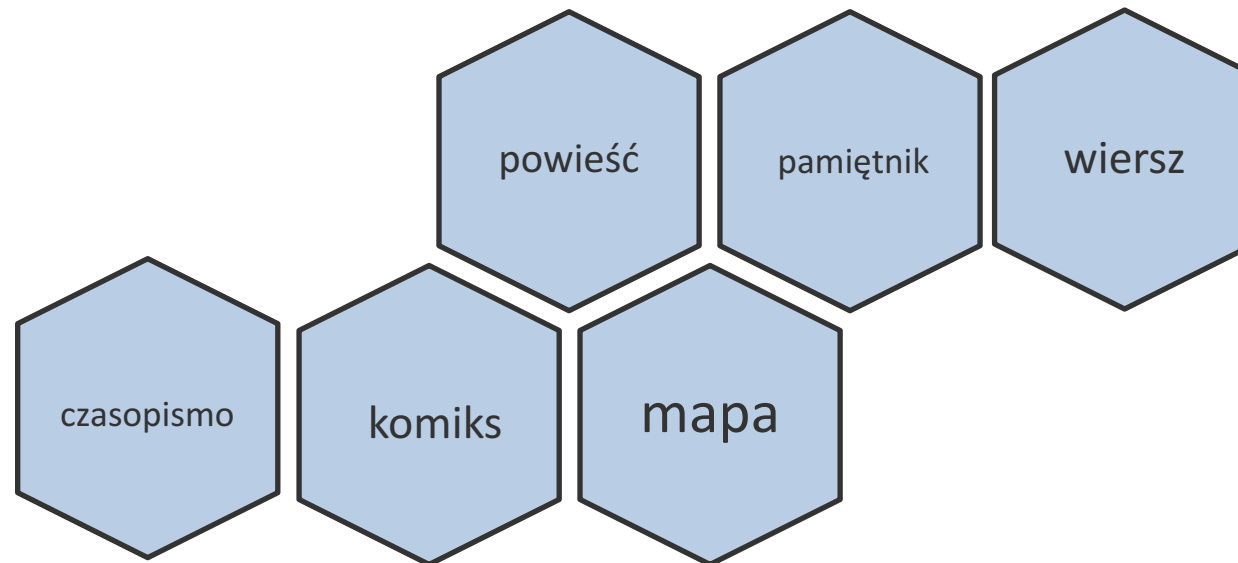 powieść
pamiętnik
wiersz
czasopismo
komiks
mapa